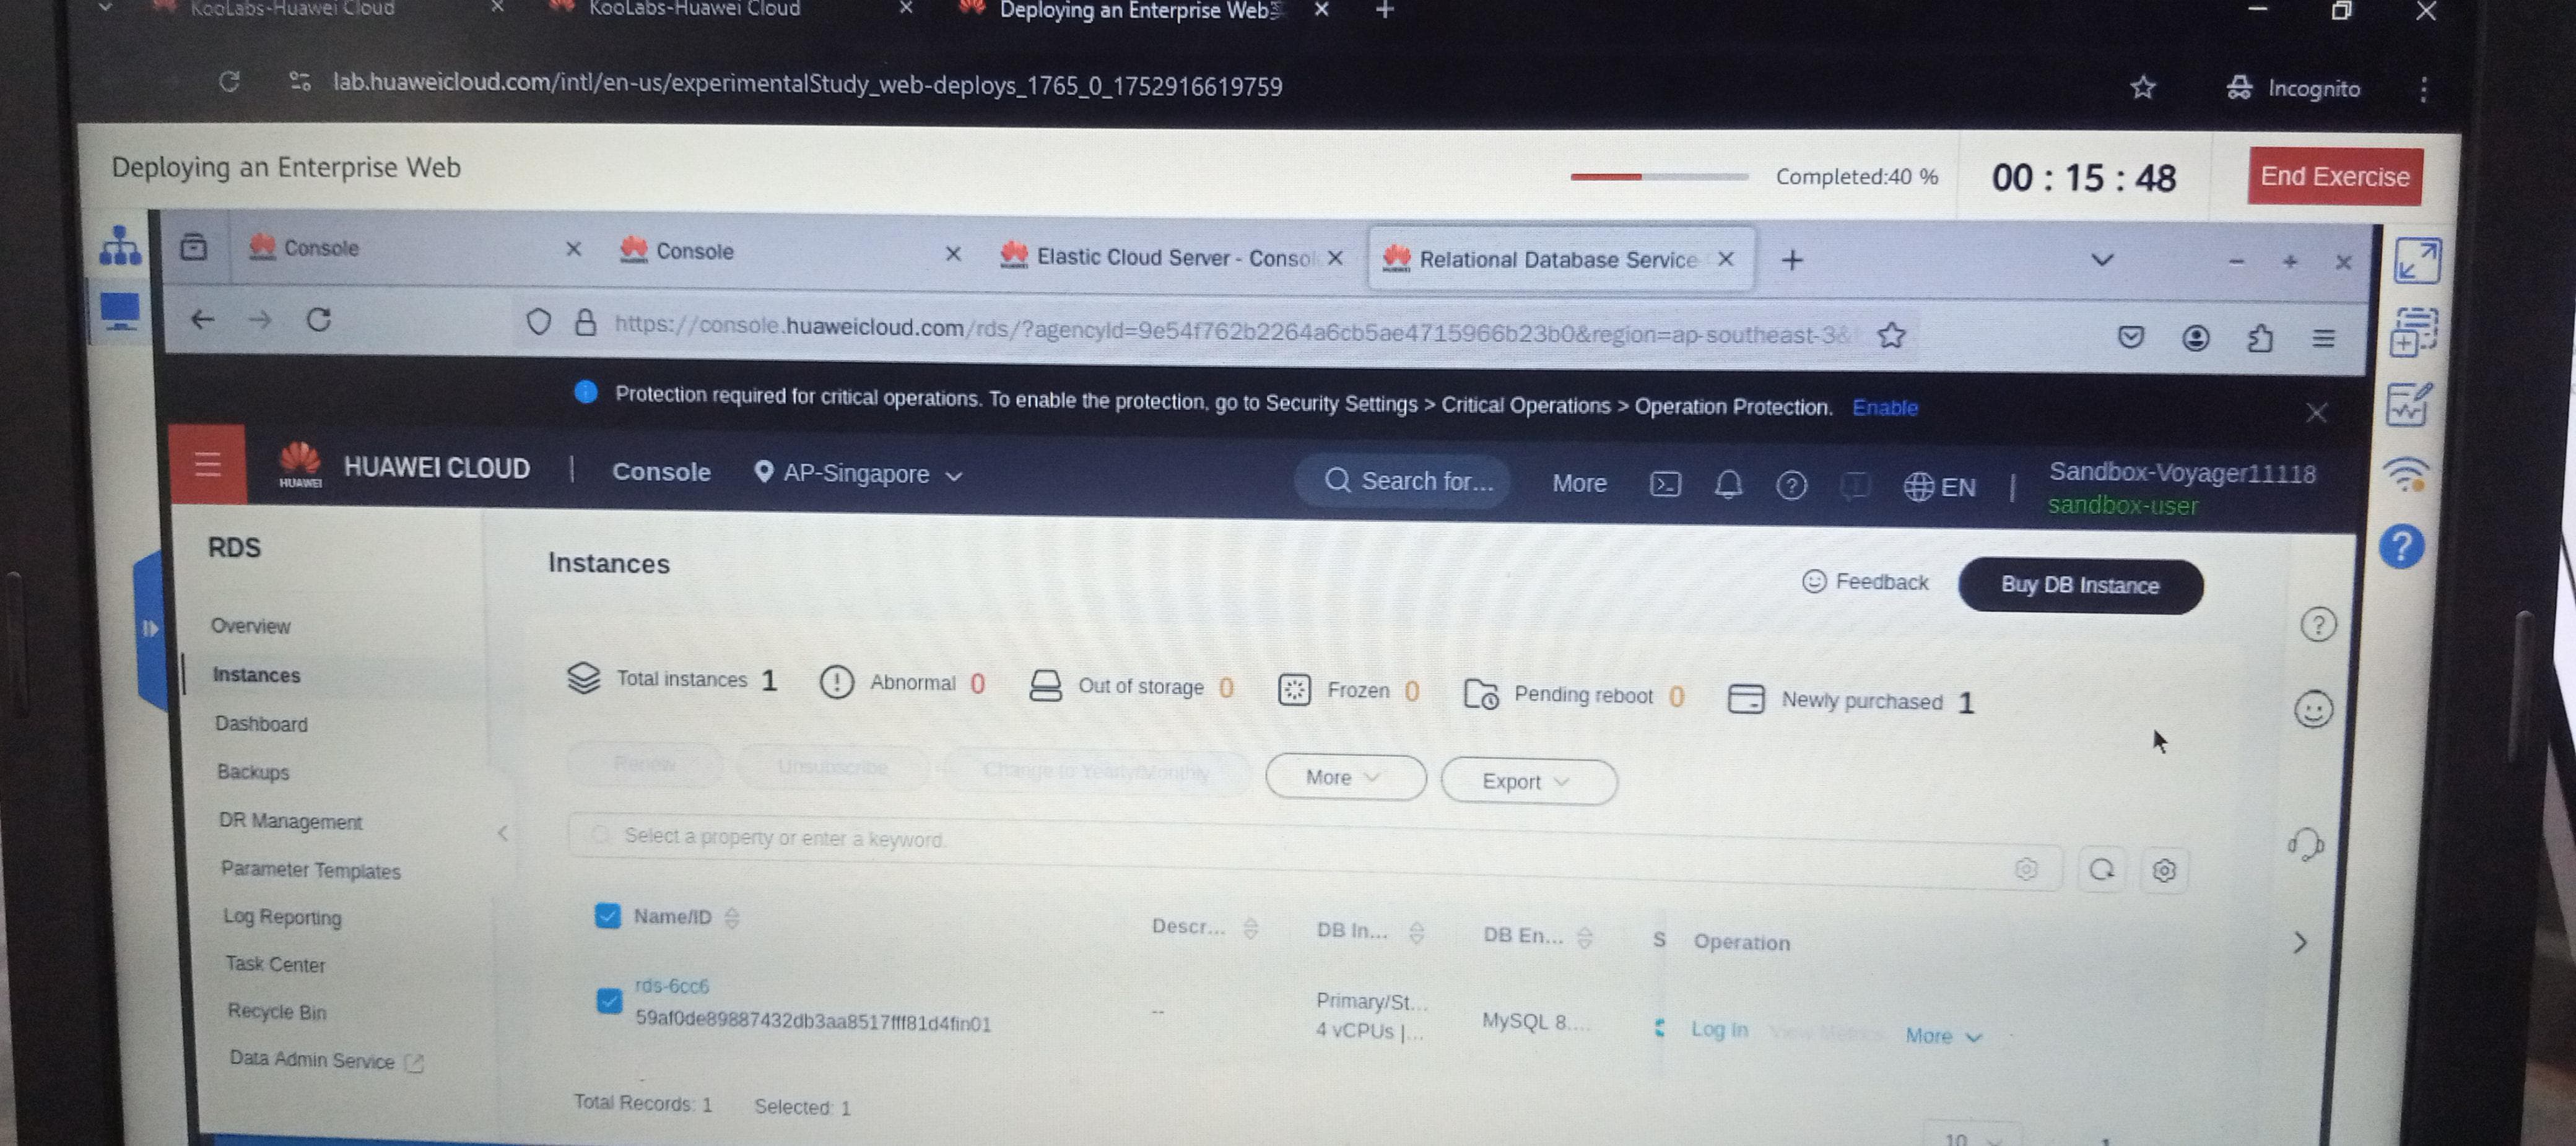 KooLabs-Huawei Cloud
KooLabs-Huawei Cloud
Deploying an Enterprise Web
lab.huaweicloud.com/intl/en-us/experimentalStudy_web-deploys_1765_0_1752916619759
Incognito
Deploying an Enterprise Web
Completed:40 %
00 : 15 : 48
End Exercise
Console
Console
Elastic Cloud Server - Consol
Relational Database Service
https://console.huaweicloud.com/rds/?agencyId=9e54f762b2264a6cb5ae4715966b23b0&region=ap-southeast-3&
Protection required for critical operations. To enable the protection, go to Security Settings > Critical Operations > Operation Protection. Enable
HUAWEI
HUAWEI CLOUD
Console
AP-Singapore
Search for...
More
EN
Sandbox-Voyager11118
sandbox-user
RDS
Overview
Instances
Dashboard
Backups
DR Management
Parameter Templates
Log Reporting
Task Center
Recycle Bin
Data Admin Service
Instances
Feedback
Buy DB Instance
Total instances 1
Abnormal 0
Out of storage 0
Frozen 0
Pending reboot 0
Newly purchased 1
Renew
Unsubscribe
Change to Yearly/Monthly
More
Export
Select a property or enter a keyword.
Name/ID
Descr...
DB In...
DB En...
S
Operation
rds-6cc6
59af0de89887432db3aa8517fff81d4fin01
--
Primary/St...
4 vCPUs |...
MySQL 8....
Log In
View Metrics
More
Total Records: 1
Selected: 1
10
1